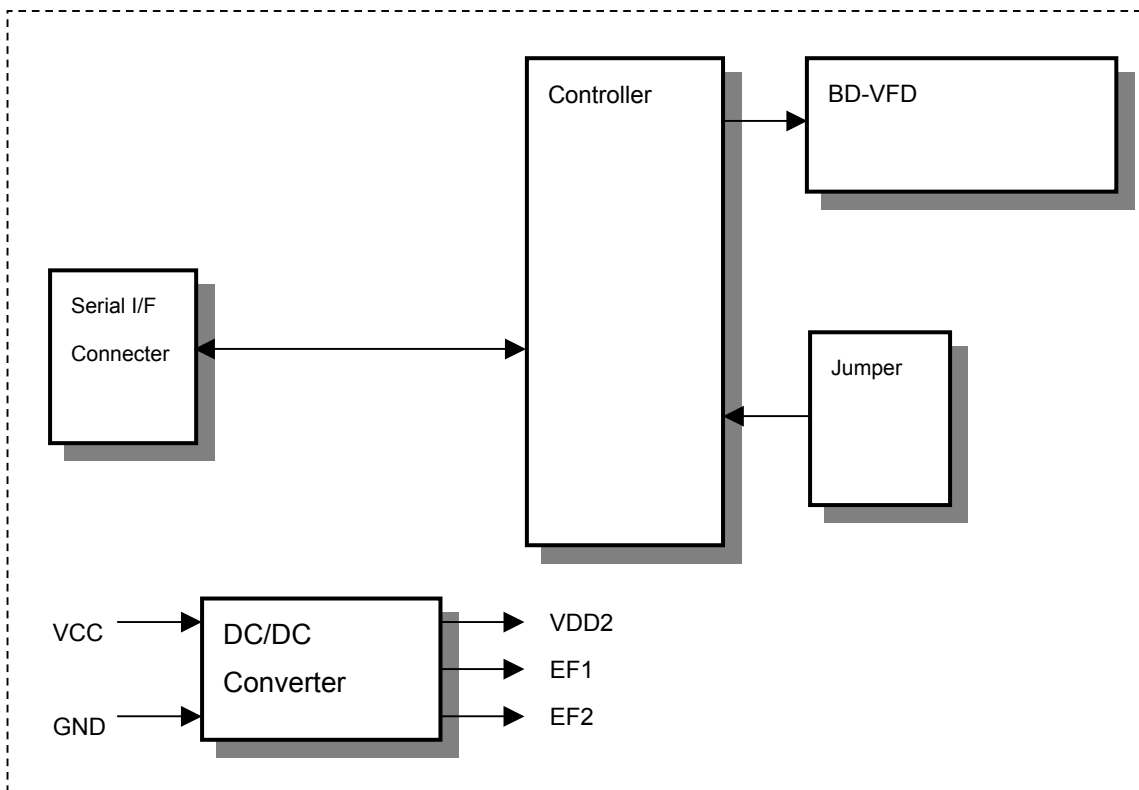 Controller
BD-VFD
Serial I/F
Connecter
Jumper
VCC
GND
DC/DC
Converter
VDD2
EF1
EF2